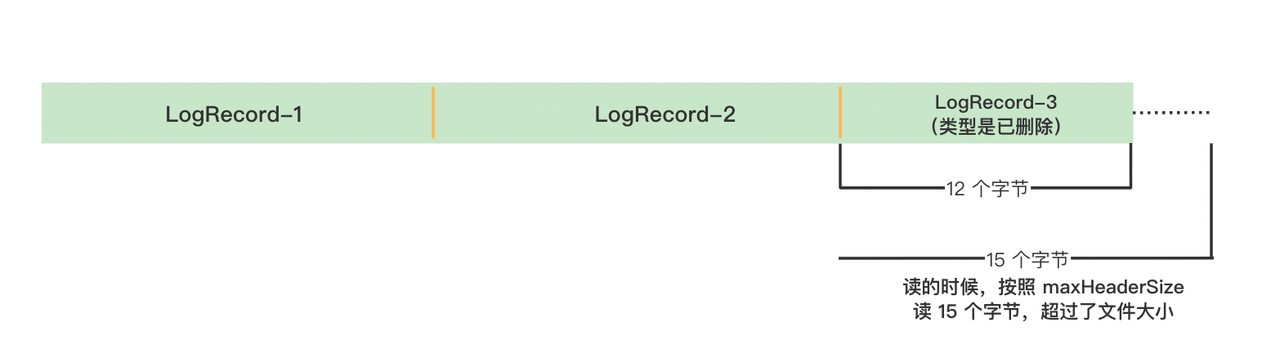 LogRecord-1
LogRecord-2
LogRecord-3
（类型是已删除）
12 个字节
15 个字节
读的时候，按照 maxHeaderSize
读 15 个字节，超过了文件大小